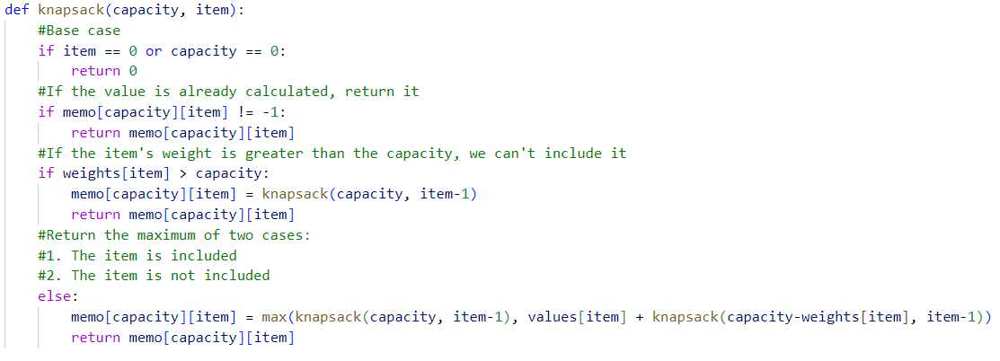 def knapsack(capacity, item):
    #Base case
    if item == 0 or capacity == 0:
        return 0
    #If the value is already calculated, return it
    if memo[capacity][item] != -1:
        return memo[capacity][item]
    #If the item's weight is greater than the capacity, we can't include it
    if weights[item] > capacity:
        memo[capacity][item] = knapsack(capacity, item-1)
        return memo[capacity][item]
    #Return the maximum of two cases:
    #1. The item is included
    #2. The item is not included
    else:
        memo[capacity][item] = max(knapsack(capacity, item-1), values[item] + knapsack(capacity-weights[item], item-1))
        return memo[capacity][item]